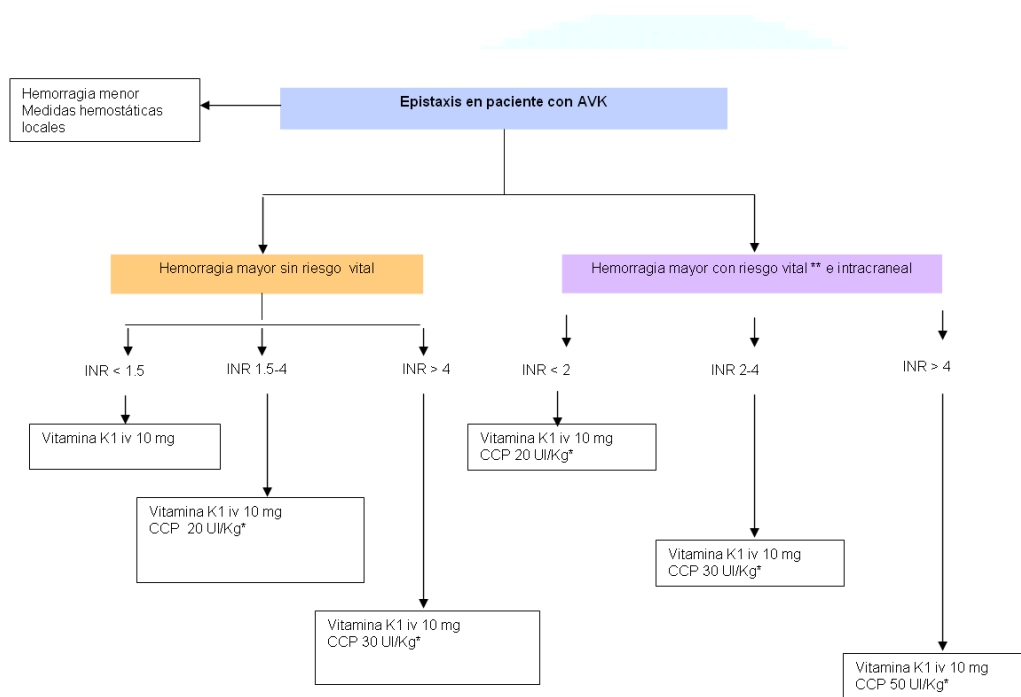 Hemorragia menor
Medidas hemostáticas
locales
Epistaxis en paciente con AVK
Hemorragia mayor sin riesgo vital
Hemorragia mayor con riesgo vital ** e intracraneal
INR < 1.5
INR 1.5-4
INR > 4
INR < 2
INR 2-4
INR > 4
Vitamina K1 iv 10 mg
Vitamina K1 iv 10 mg
CCP 20 UI/Kg*
Vitamina K1 iv 10 mg
CCP 30 UI/Kg*
Vitamina K1 iv 10 mg
CCP 20 UI/Kg*
Vitamina K1 iv 10 mg
CCP 30 UI/Kg*
Vitamina K1 iv 10 mg
CCP 50 UI/Kg*